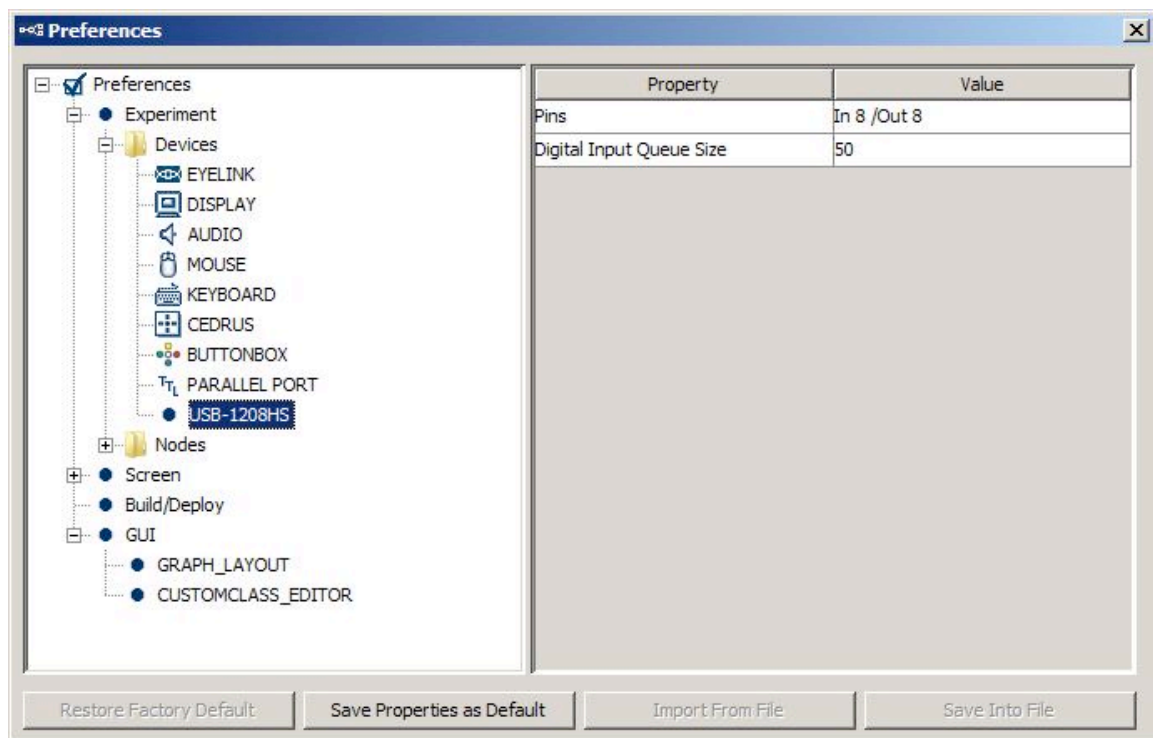 Preferences
Preferences
Experiment
Devices
EYELINK
DISPLAY
AUDIO
MOUSE
KEYBOARD
CEDRUS
BUTTONBOX
TTL PARALLEL PORT
USB-1208HS
Nodes
Screen
Build/Deploy
GUI
GRAPH_LAYOUT
CUSTOMCLASS_EDITOR
Property Value
Pins In 8 /Out 8
Digital Input Queue Size 50
Restore Factory Default Save Properties as Default Import From File Save Into File